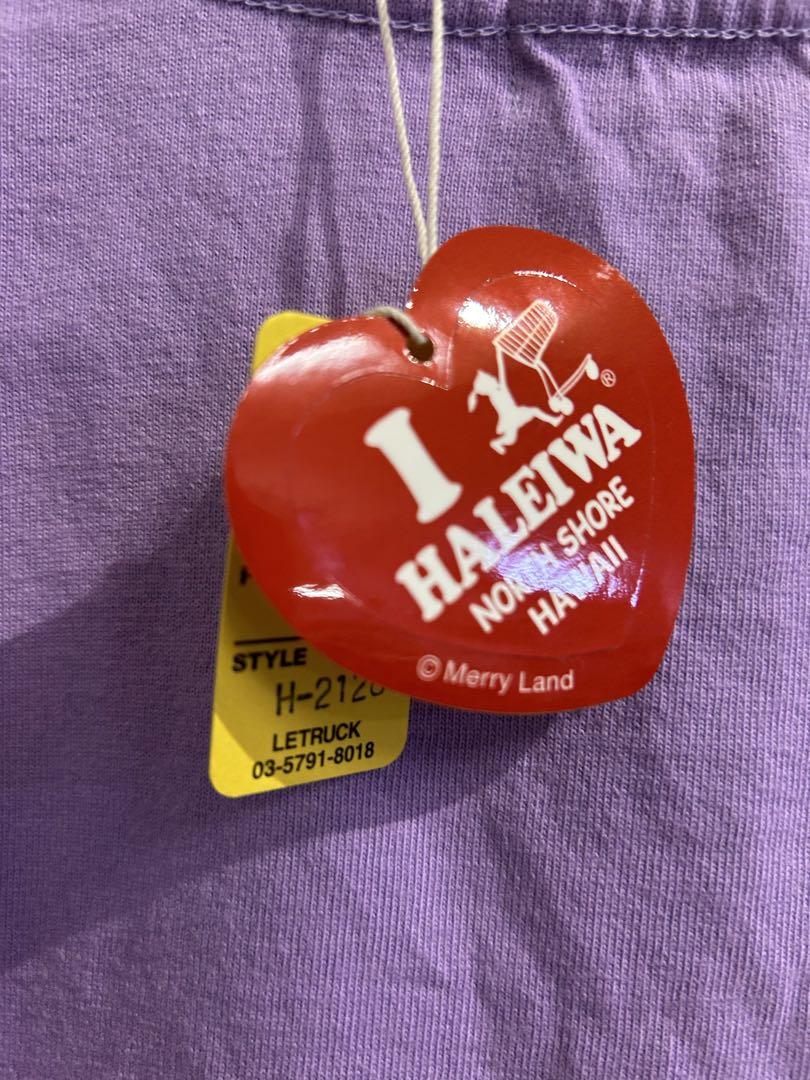 I
®
HALEIWA
NORTH SHORE
HAWAII
© Merry Land
STYLE
LETRUCK
03-5791-8018